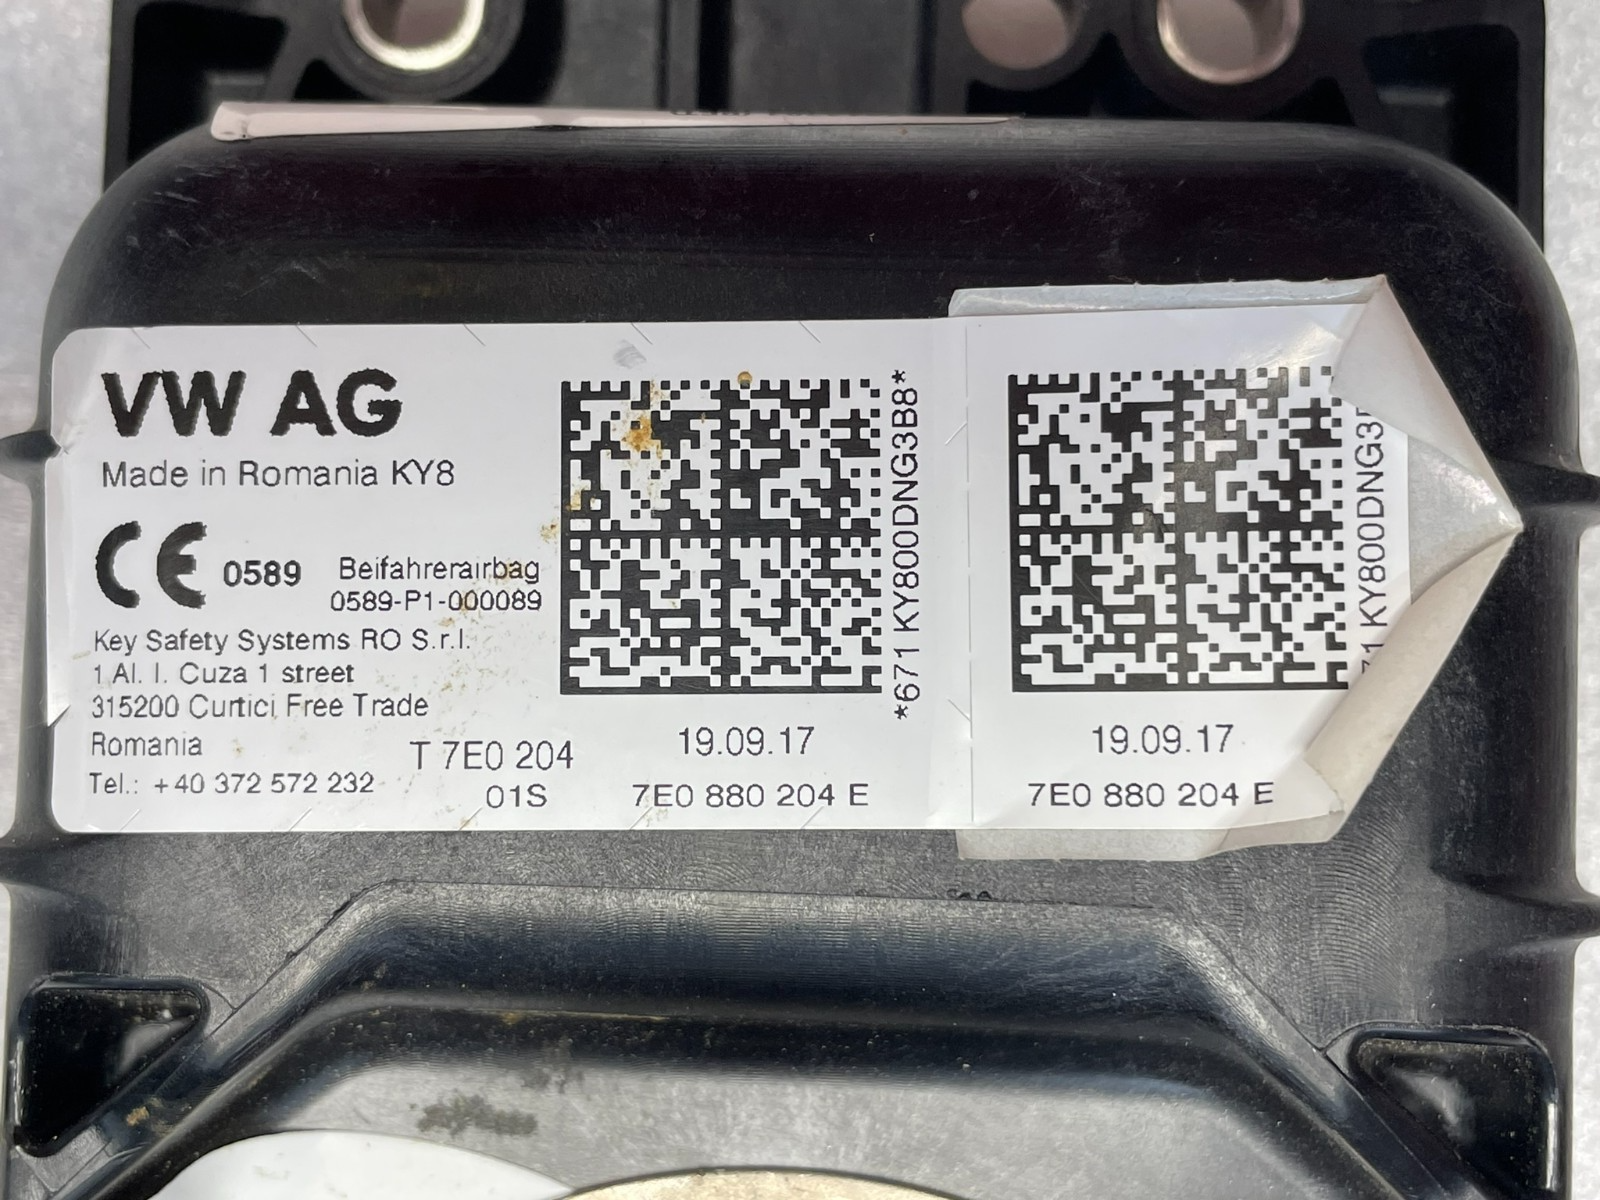 VW AG
Made in Romania KY8
CE 0589
Beifahrerairbag
0589-P1-000089
Key Safety Systems RO S.r.l.
1 Al. I. Cuza 1 street
315200 Curtici Free Trade
Romania
Tel.: +40 372 572 232
T 7E0 204
01S
*671 KY800DNG3B8*
19.09.17
7E0 880 204 E
71 KY800DNG3
19.09.17
7E0 880 204 E